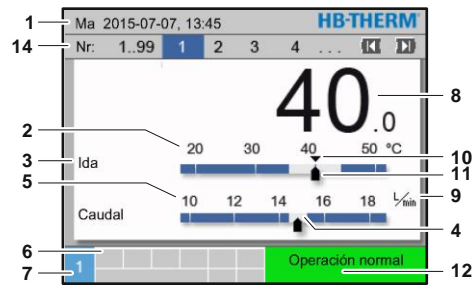 1 Ma 2015-07-07, 13:45 HB-THERM
14 Nr: 1..99 1 2 3 4 ...
40.0 8
2 20 30 40 50 °C 10
3 Ida 11
5 10 12 14 16 18 L/min 9
Caudal 4
6
7 1 Operación normal 12